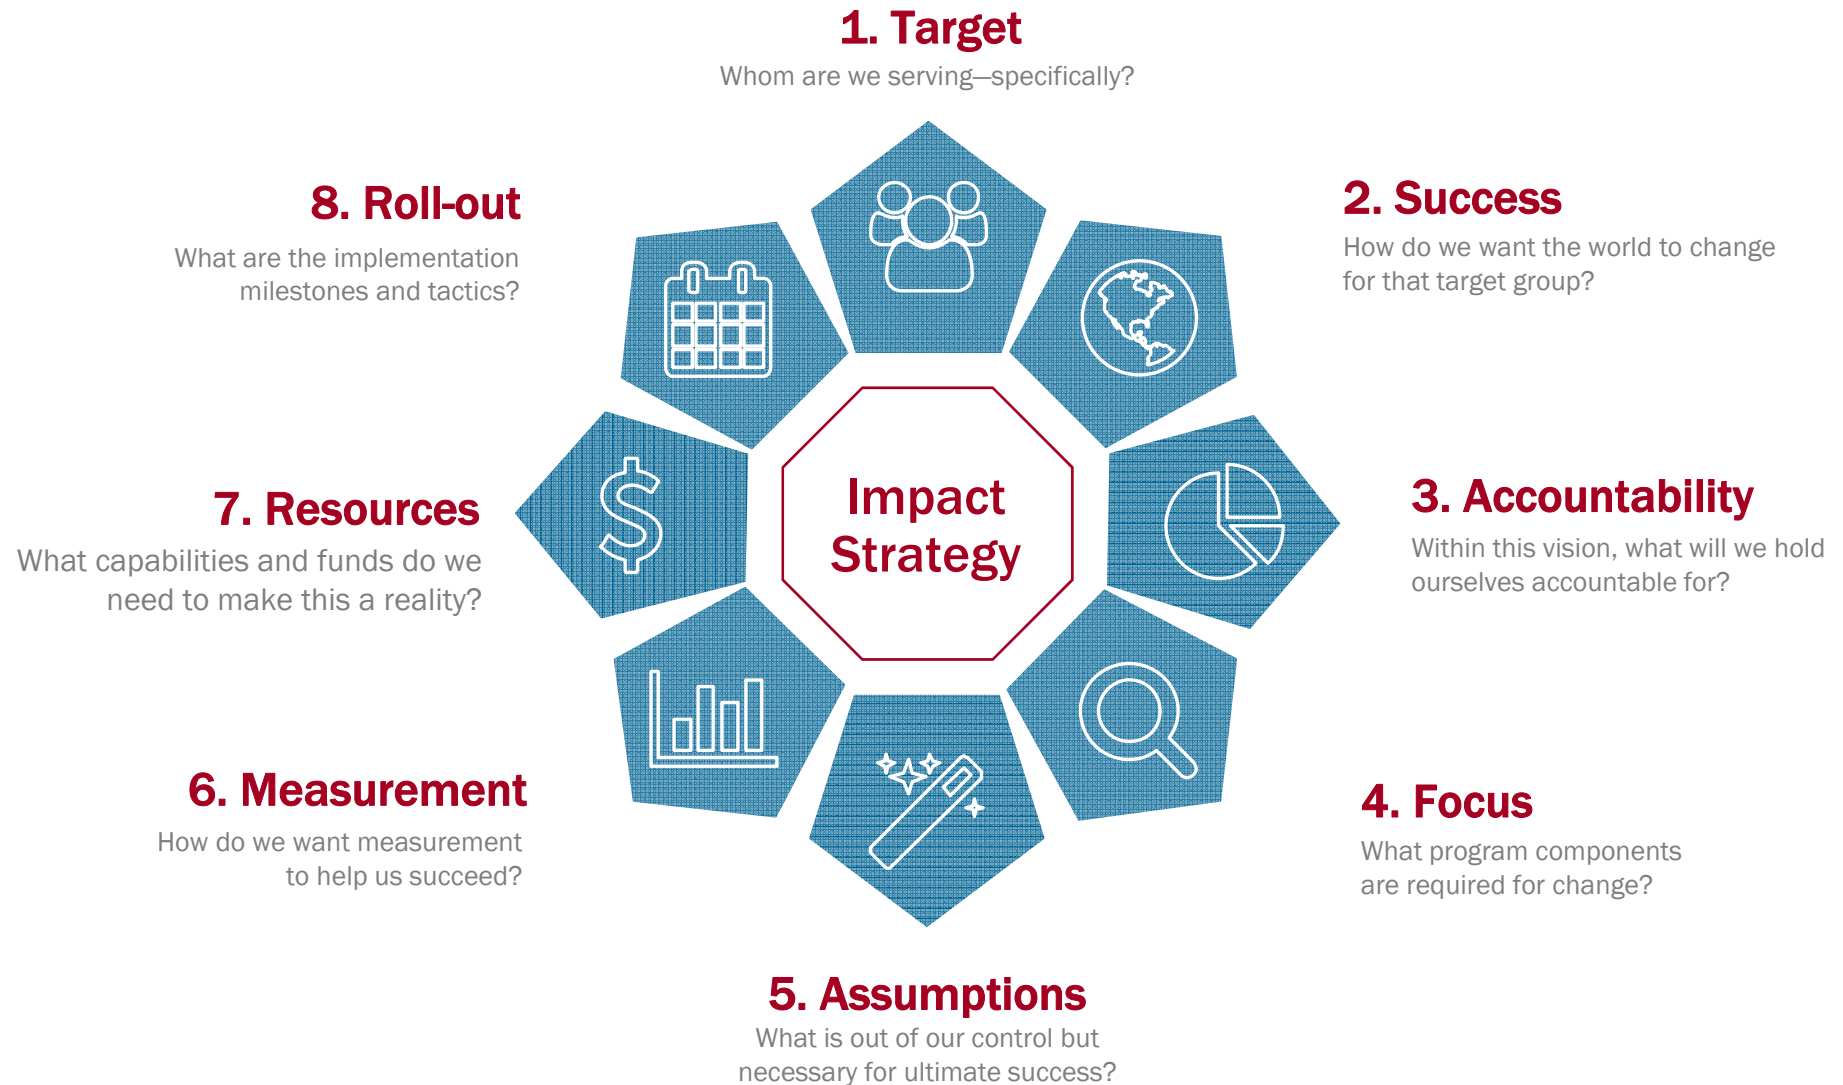 1. Target
Whom are we serving—specifically?
2. Success
How do we want the world to change
for that target group?
3. Accountability
Within this vision, what will we hold
ourselves accountable for?
4. Focus
What program components
are required for change?
5. Assumptions
What is out of our control but
necessary for ultimate success?
6. Measurement
How do we want measurement
to help us succeed?
7. Resources
What capabilities and funds do we
need to make this a reality?
8. Roll-out
What are the implementation
milestones and tactics?
Impact
Strategy